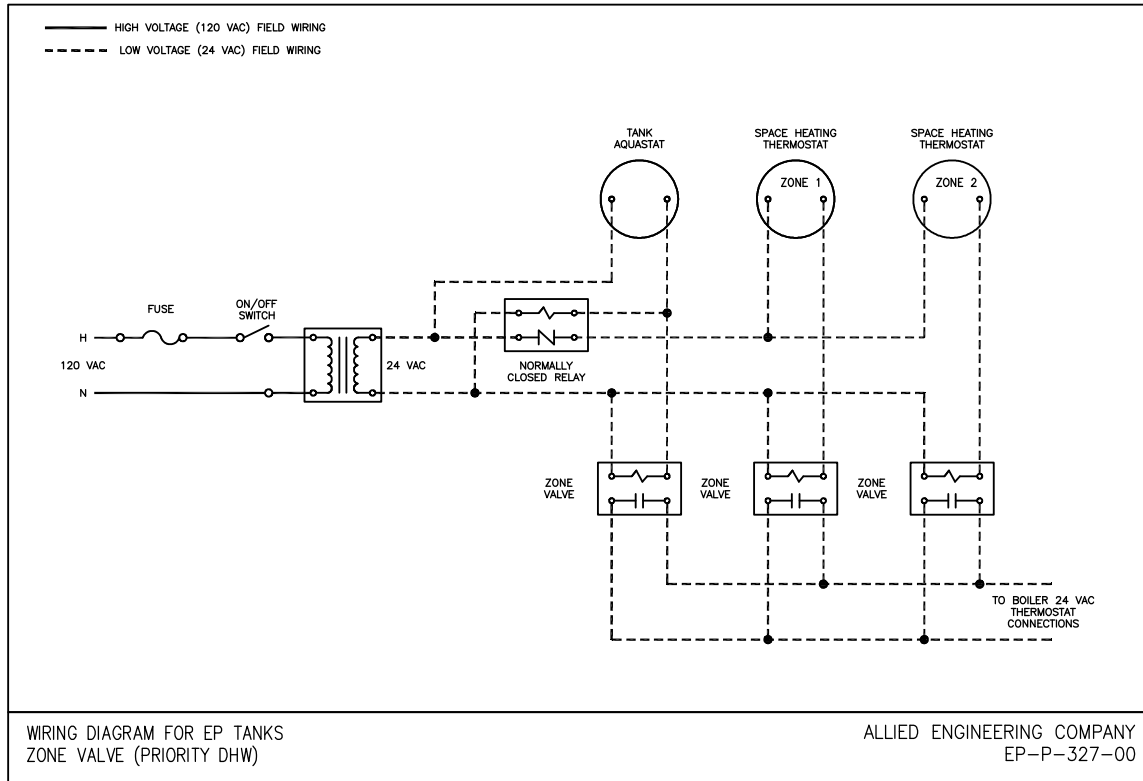 HIGH VOLTAGE (120 VAC) FIELD WIRING
LOW VOLTAGE (24 VAC) FIELD WIRING
TANK
AQUASTAT
SPACE HEATING
THERMOSTAT
SPACE HEATING
THERMOSTAT
ZONE 1
ZONE 2
FUSE
ON/OFF
SWITCH
H
120 VAC
N
24 VAC
NORMALLY
CLOSED RELAY
ZONE
VALVE
ZONE
VALVE
ZONE
VALVE
TO BOILER 24 VAC
THERMOSTAT
CONNECTIONS
WIRING DIAGRAM FOR EP TANKS
ZONE VALVE (PRIORITY DHW)
ALLIED ENGINEERING COMPANY
EP-P-327-00